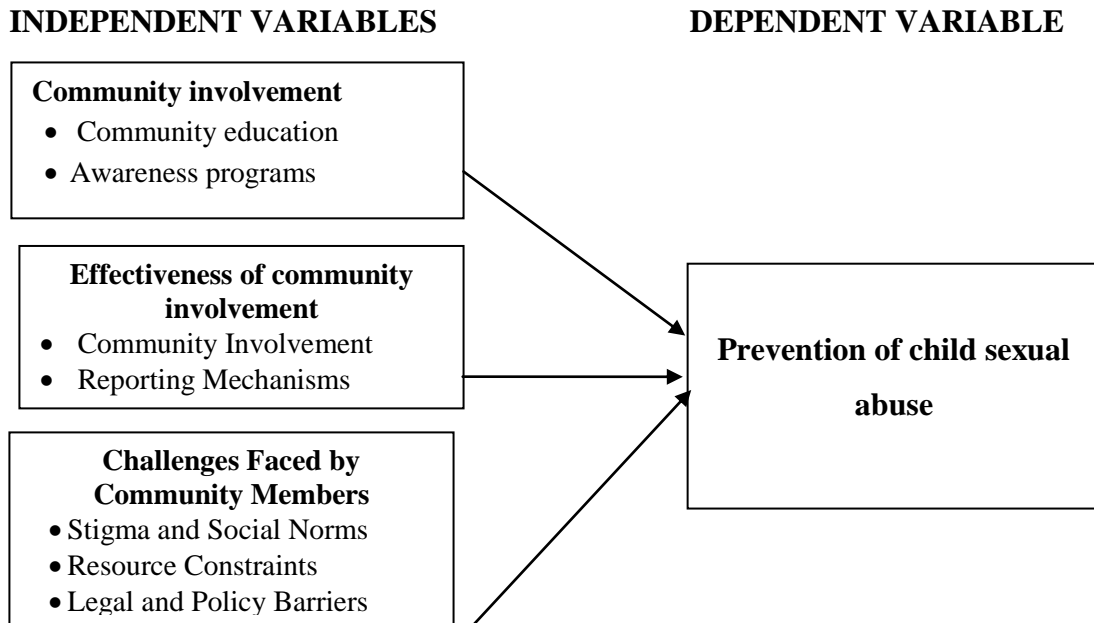 INDEPENDENT VARIABLES
DEPENDENT VARIABLE
Community involvement
• Community education
• Awareness programs
Effectiveness of community
involvement
• Community Involvement
• Reporting Mechanisms
Challenges Faced by
Community Members
• Stigma and Social Norms
• Resource Constraints
• Legal and Policy Barriers
Prevention of child sexual
abuse